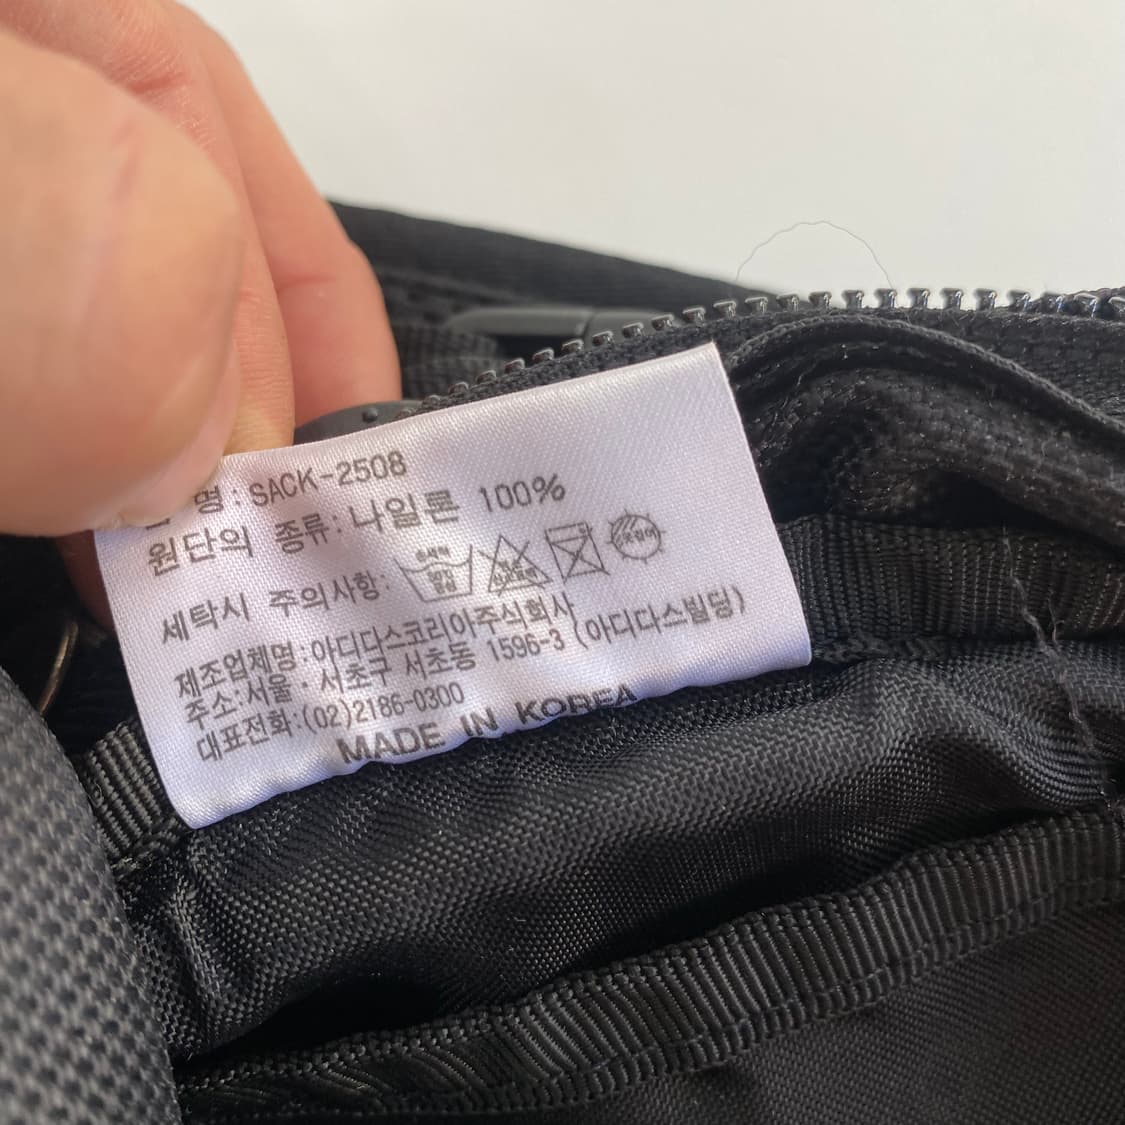 명 : SACK-2508
원단의 종류: 나일론 100%
세탁시 주의사항:
제조업체명:아디다스코리아주식회사
주소:서울 · 서초구 서초동 1596-3 (아디다스빌딩)
대표전화:(02)2186-0300
MADE IN KOREA